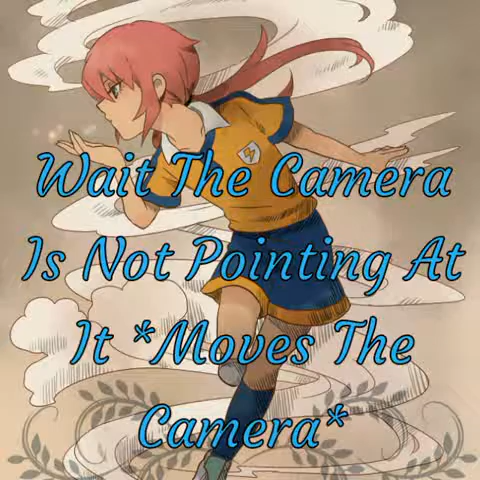 Wait The Camera
Is Not Pointing At
It *Moves The
Camera*